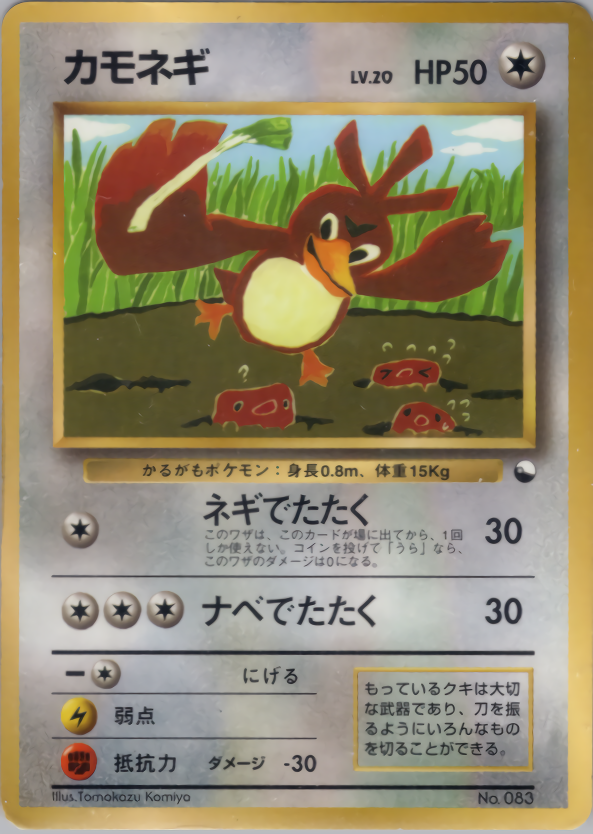 カモネギ LV.20 HP50
かるがもポケモン：身長0.8m、体重15Kg
ネギでたたく 30
このワザは、このカードが場に出てから、1回
しか使えない。コインを投げて「うら」なら、
このワザのダメージは0になる。
ナベでたたく 30
にげる
弱点
抵抗力 ダメージ -30
もっているクキは大切
な武器であり、刀を振
るようにいろんなもの
を切ることができる。
Illus.Tomokazu Komiya No. 083